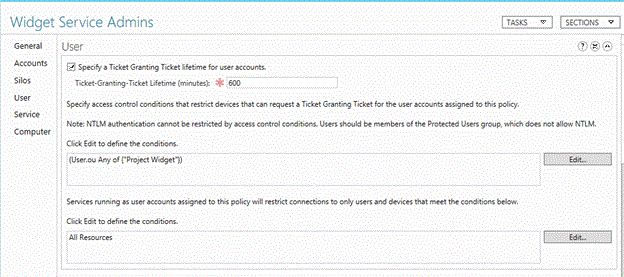 Widget Service Admins
TASKS
SECTIONS
General
Accounts
Silos
User
Service
Computer
User
Specify a Ticket Granting Ticket lifetime for user accounts.
Ticket-Granting-Ticket Lifetime (minutes): * 600
Specify access control conditions that restrict devices that can request a Ticket Granting Ticket for the user accounts assigned to this policy.
Note: NTLM authentication cannot be restricted by access control conditions. Users should be members of the Protected Users group, which does not allow NTLM.
Click Edit to define the conditions.
(User.ou Any of {"Project Widget"})
Edit...
Services running as user accounts assigned to this policy will restrict connections to only users and devices that meet the conditions below.
Click Edit to define the conditions.
All Resources
Edit...